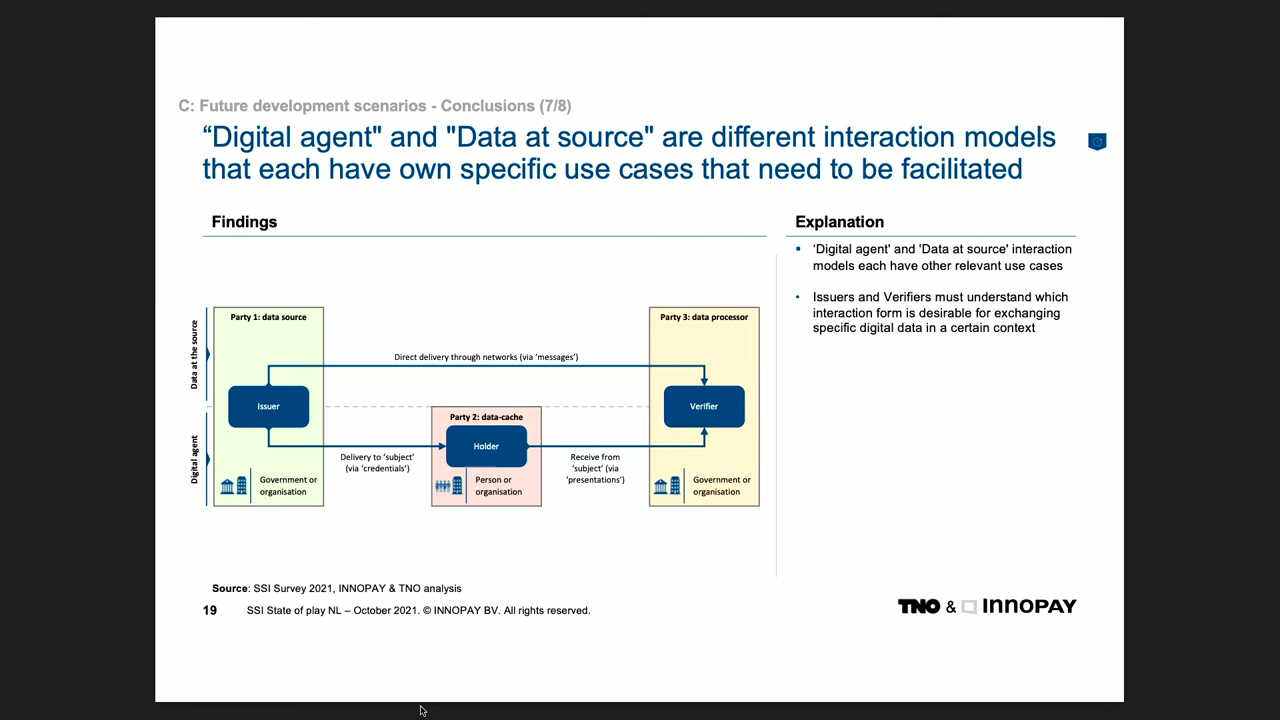 C: Future development scenarios - Conclusions (7/8)
“Digital agent" and "Data at source" are different interaction models
that each have own specific use cases that need to be facilitated
Findings
Explanation
‘Digital agent' and 'Data at source' interaction
models each have other relevant use cases
Issuers and Verifiers must understand which
interaction form is desirable for exchanging
specific digital data in a certain context
Data at the source
Digital agent
Party 1: data source
Issuer
Government or
organisation
Direct delivery through networks (via ‘messages’)
Delivery to ‘subject’
(via ‘credentials’)
Party 2: data-cache
Holder
Person or
organisation
Receive from
‘subject’ (via
‘presentations’)
Party 3: data processor
Verifier
Government or
organisation
Source: SSI Survey 2021, INNOPAY & TNO analysis
19 SSI State of play NL – October 2021. © INNOPAY BV. All rights reserved.
TNO & INNOPAY